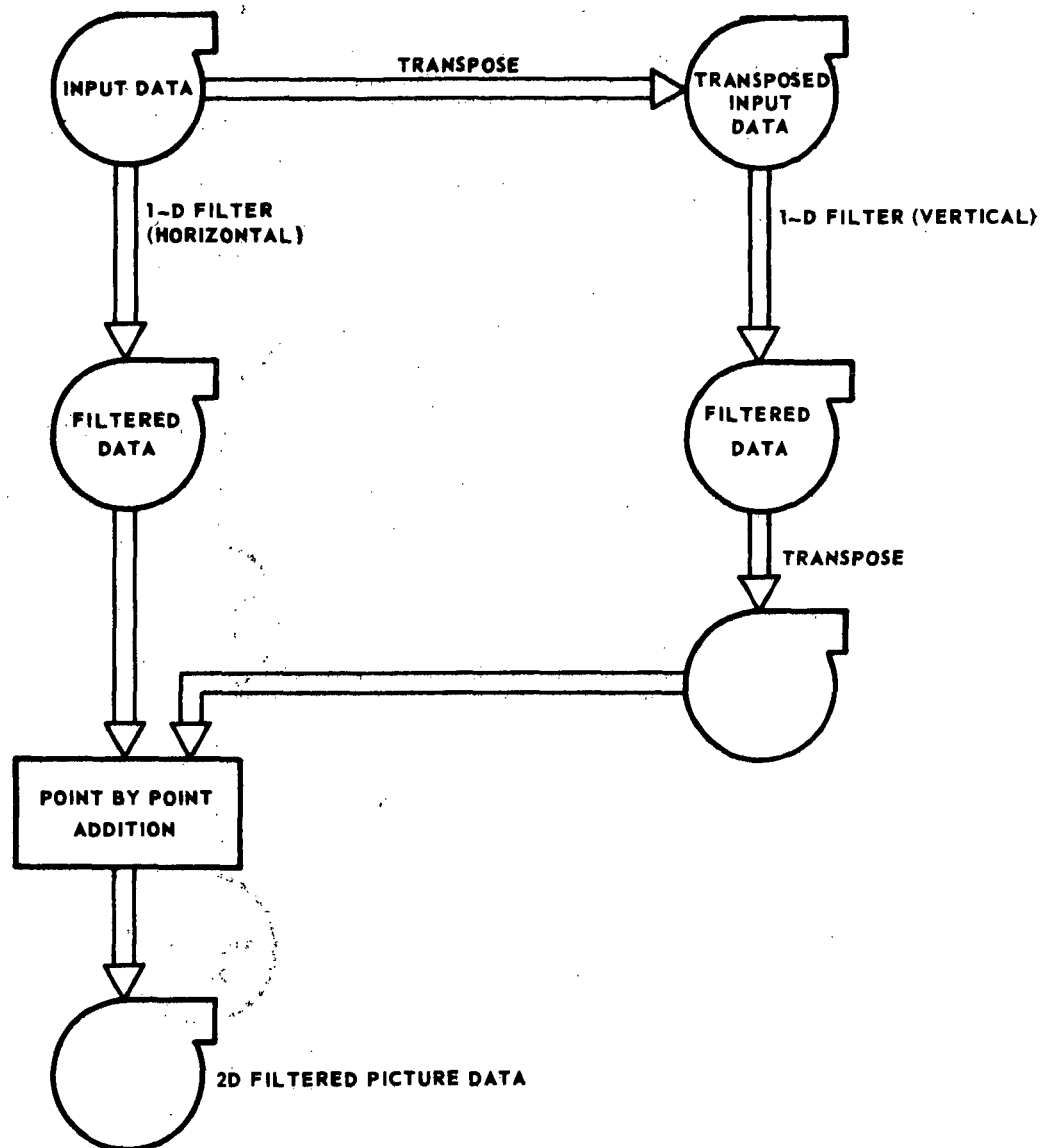 INPUT DATA
TRANSPOSE
TRANSPOSED
INPUT
DATA
1-D FILTER
(HORIZONTAL)
1-D FILTER (VERTICAL)
FILTERED
DATA
FILTERED
DATA
TRANSPOSE
POINT BY POINT
ADDITION
2D FILTERED PICTURE DATA